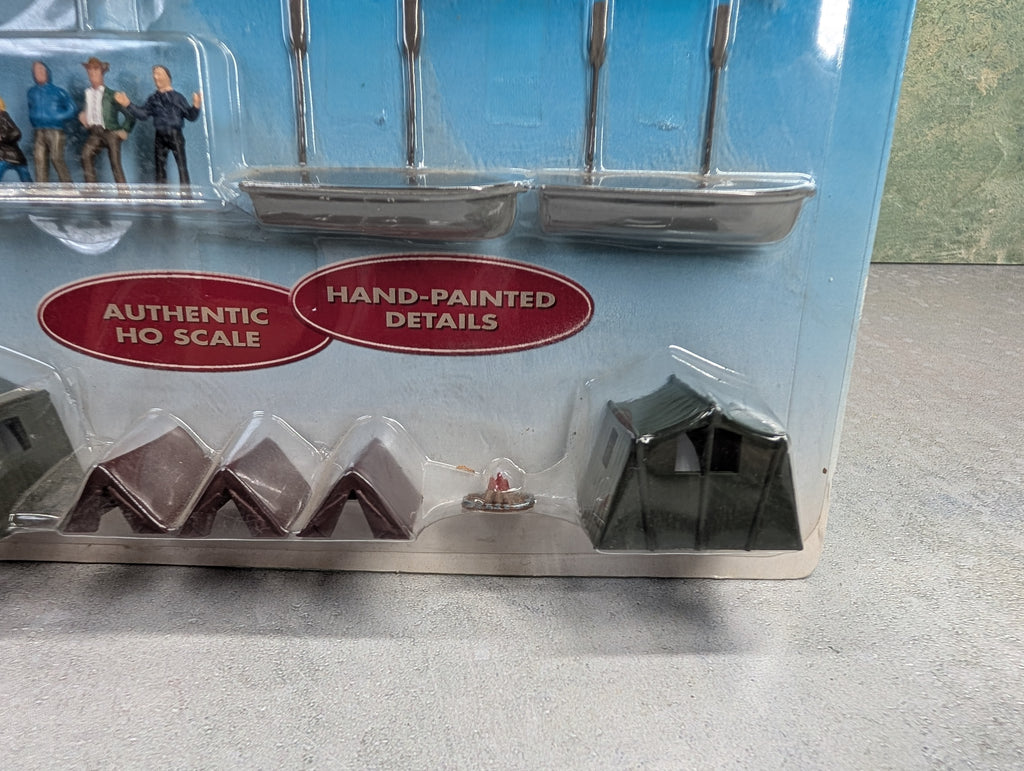 AUTHENTIC
HO SCALE
HAND-PAINTED
DETAILS